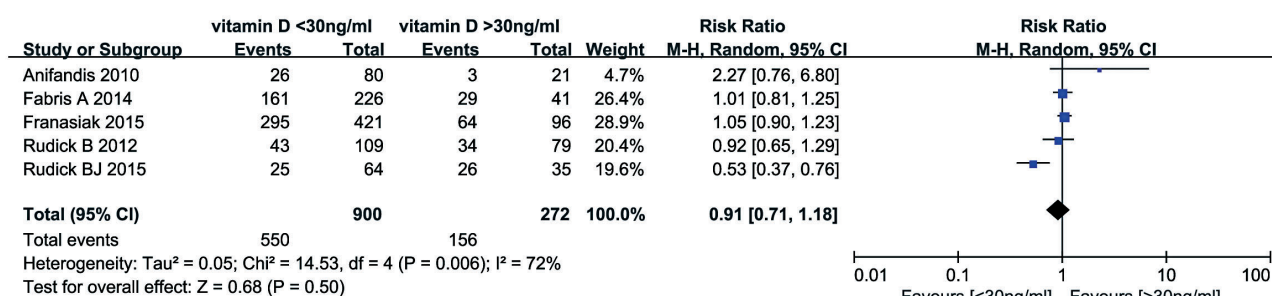 vitamin D <30ng/ml vitamin D >30ng/ml Risk Ratio Risk Ratio
Study or Subgroup Events Total Events Total Weight M-H, Random, 95% CI M-H, Random, 95% CI
Anifandis 2010 26 80 3 21 4.7% 2.27 [0.76, 6.80]
Fabris A 2014 161 226 29 41 26.4% 1.01 [0.81, 1.25]
Franasiak 2015 295 421 64 96 28.9% 1.05 [0.90, 1.23]
Rudick B 2012 43 109 34 79 20.4% 0.92 [0.65, 1.29]
Rudick BJ 2015 25 64 26 35 19.6% 0.53 [0.37, 0.76]
Total (95% CI) 900 272 100.0% 0.91 [0.71, 1.18]
Total events 550 156
Heterogeneity: Tau² = 0.05; Chi² = 14.53, df = 4 (P = 0.006); I² = 72%
Test for overall effect: Z = 0.68 (P = 0.50)
0.01 0.1 1 10 100
Favours [<30ng/ml] Favours [>30ng/ml]